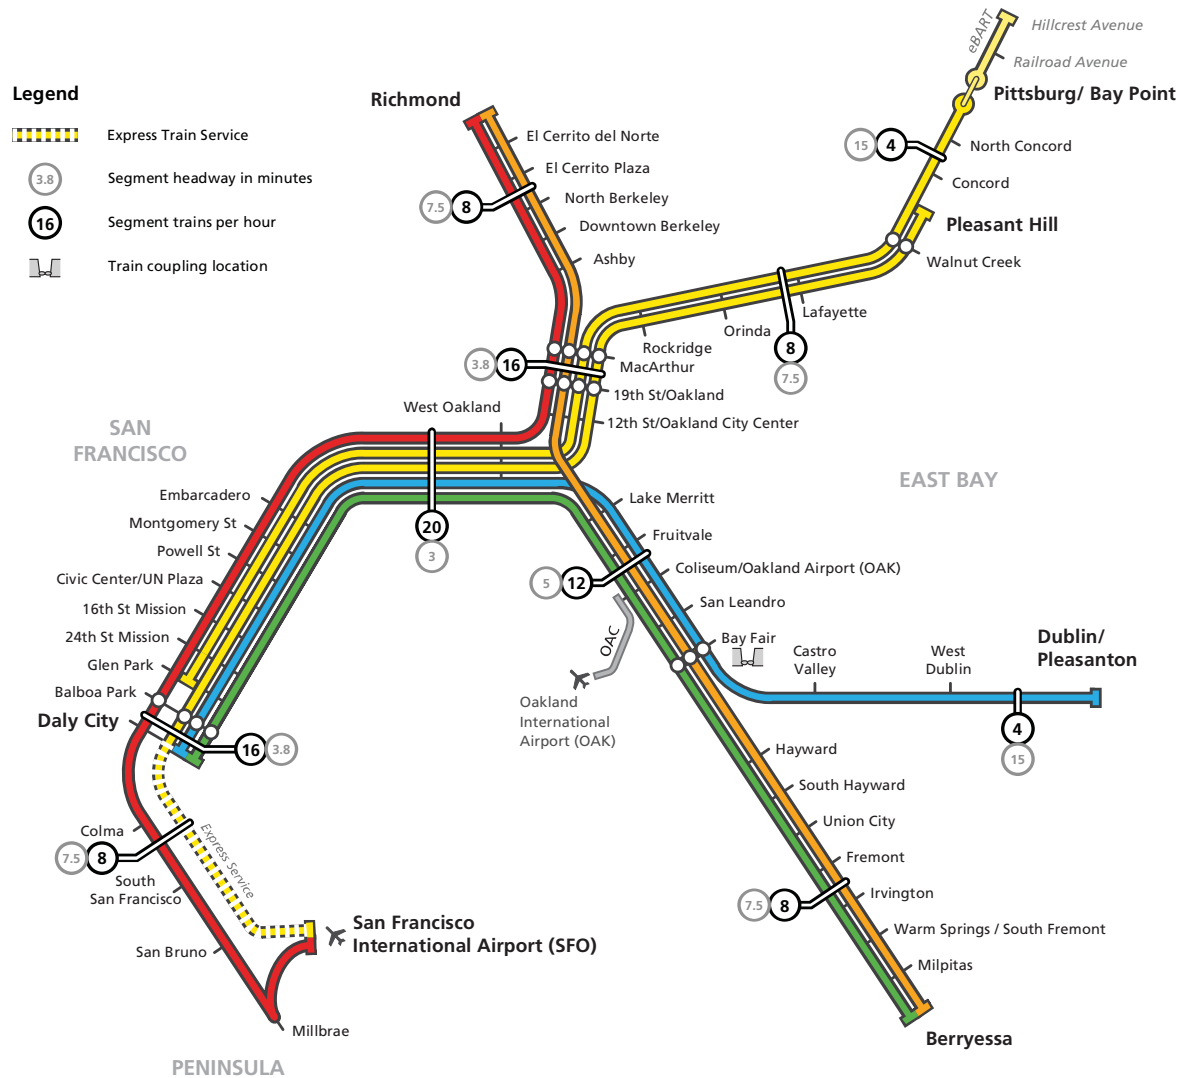 eBART
Hillcrest Avenue
Railroad Avenue
Legend
Richmond
Pittsburg/ Bay Point
Express Train Service
El Cerrito del Norte
15
4
North Concord
El Cerrito Plaza
3.8
Segment headway in minutes
Concord
7.5
8
North Berkeley
16
Segment trains per hour
Downtown Berkeley
Pleasant Hill
Train coupling location
Ashby
Walnut Creek
Lafayette
Orinda
8
7.5
Rockridge
3.8
16
MacArthur
19th St/Oakland
West Oakland
12th St/Oakland City Center
SAN
FRANCISCO
EAST BAY
Embarcadero
Lake Merritt
Montgomery St
20
3
Fruitvale
Powell St
Coliseum/Oakland Airport (OAK)
Civic Center/UN Plaza
5
12
San Leandro
16th St Mission
24th St Mission
OAC
Bay Fair
Castro
Valley
West
Dublin
Dublin/
Pleasanton
Glen Park
Balboa Park
Oakland
International
Airport (OAK)
Daly City
4
15
16
3.8
Hayward
South Hayward
Union City
Colma
Express Service
7.5
8
Fremont
South
San Francisco
Irvington
7.5
8
San Francisco
International Airport (SFO)
Warm Springs / South Fremont
San Bruno
Milpitas
Millbrae
Berryessa
PENINSULA